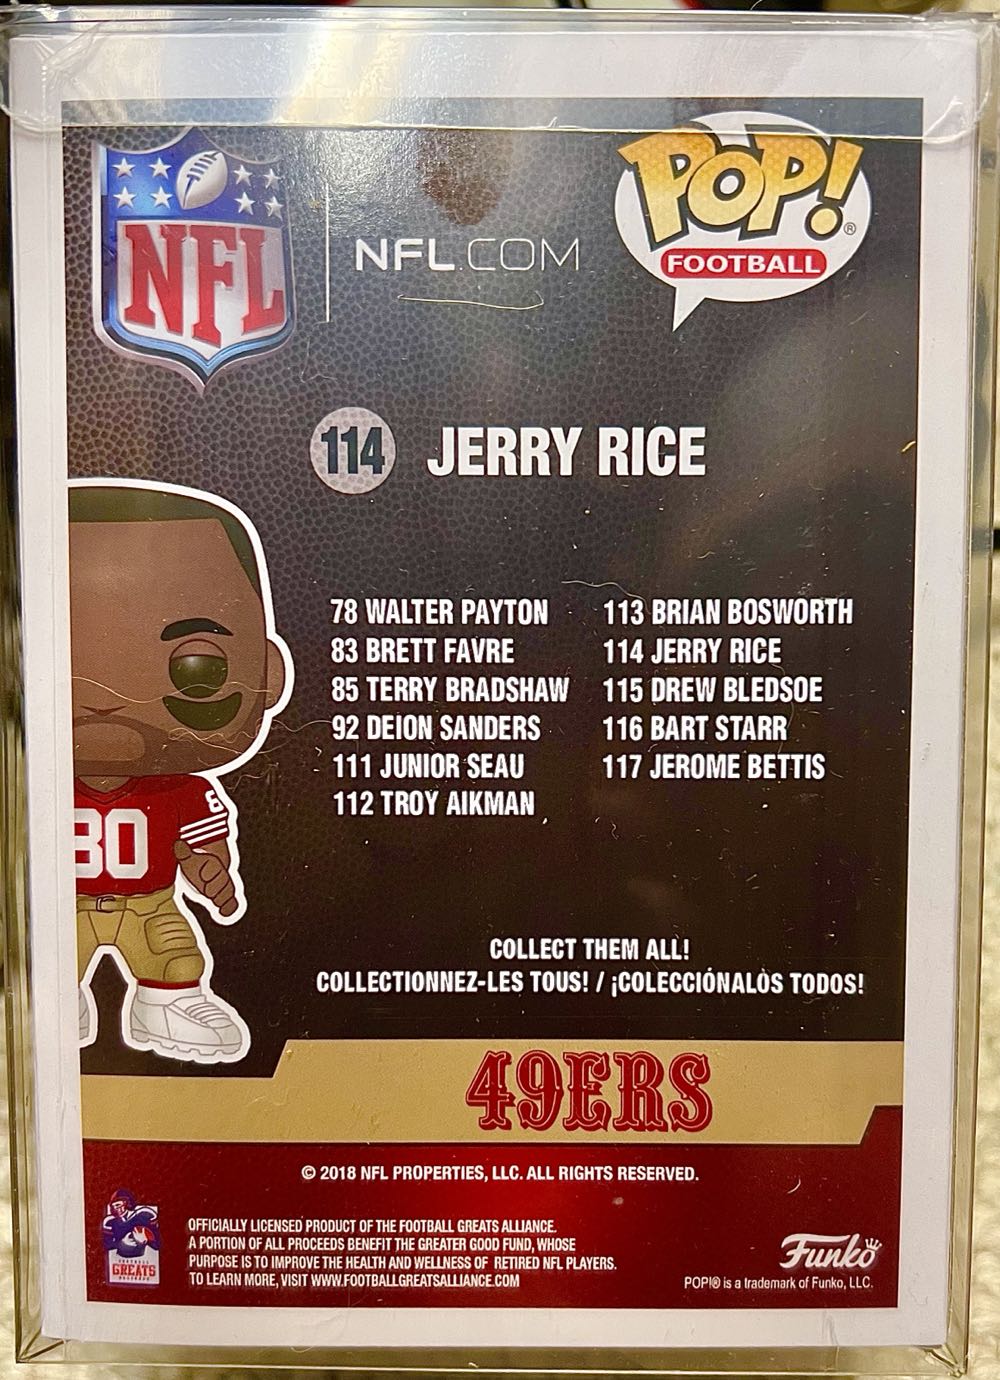 NFL
NFL.COM
POP!®
FOOTBALL
114 JERRY RICE
78 WALTER PAYTON
83 BRETT FAVRE
85 TERRY BRADSHAW
92 DEION SANDERS
111 JUNIOR SEAU
112 TROY AIKMAN
113 BRIAN BOSWORTH
114 JERRY RICE
115 DREW BLEDSOE
116 BART STARR
117 JEROME BETTIS
8
80
COLLECT THEM ALL!
COLLECTIONNEZ-LES TOUS! / ¡COLECCIÓNALOS TODOS!
49ERS
© 2018 NFL PROPERTIES, LLC. ALL RIGHTS RESERVED.
FOOTBALL
GREATS
ALLIANCE
OFFICIALLY LICENSED PRODUCT OF THE FOOTBALL GREATS ALLIANCE.
A PORTION OF ALL PROCEEDS BENEFIT THE GREATER GOOD FUND, WHOSE
PURPOSE IS TO IMPROVE THE HEALTH AND WELLNESS OF RETIRED NFL PLAYERS.
TO LEARN MORE, VISIT WWW.FOOTBALLGREATSALLIANCE.COM
Funko
POP!® is a trademark of Funko, LLC.